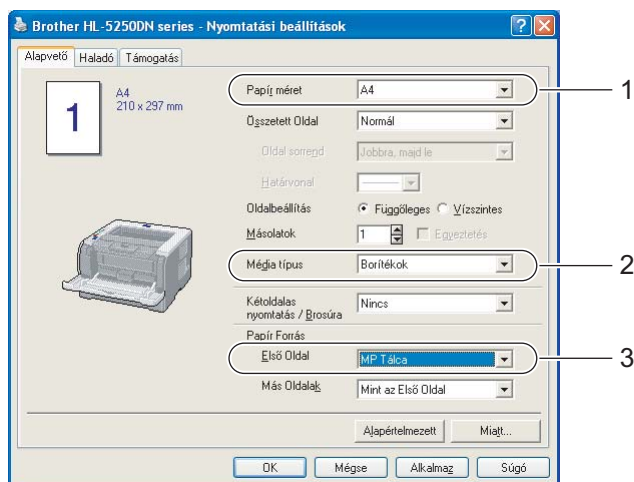 Brother HL-5250DN series - Nyomtatási beállítások
Alapvető Haladó Támogatás
1
A4
210 x 297 mm
Papír méret A4 1
Összetett Oldal Normál
Oldal sorrend Jobbra, majd le
Határvonal
Oldalbeállítás Függőleges Vízszintes
Másolatok 1 Egyeztetés
Média típus Borítékok 2
Kétoldalas
nyomtatás / Brosúra Nincs
Papír Forrás
Első Oldal MP Tálca 3
Más Oldalak Mint az Első Oldal
Alapértelmezett Miatt...
OK Mégse Alkalmaz Súgó